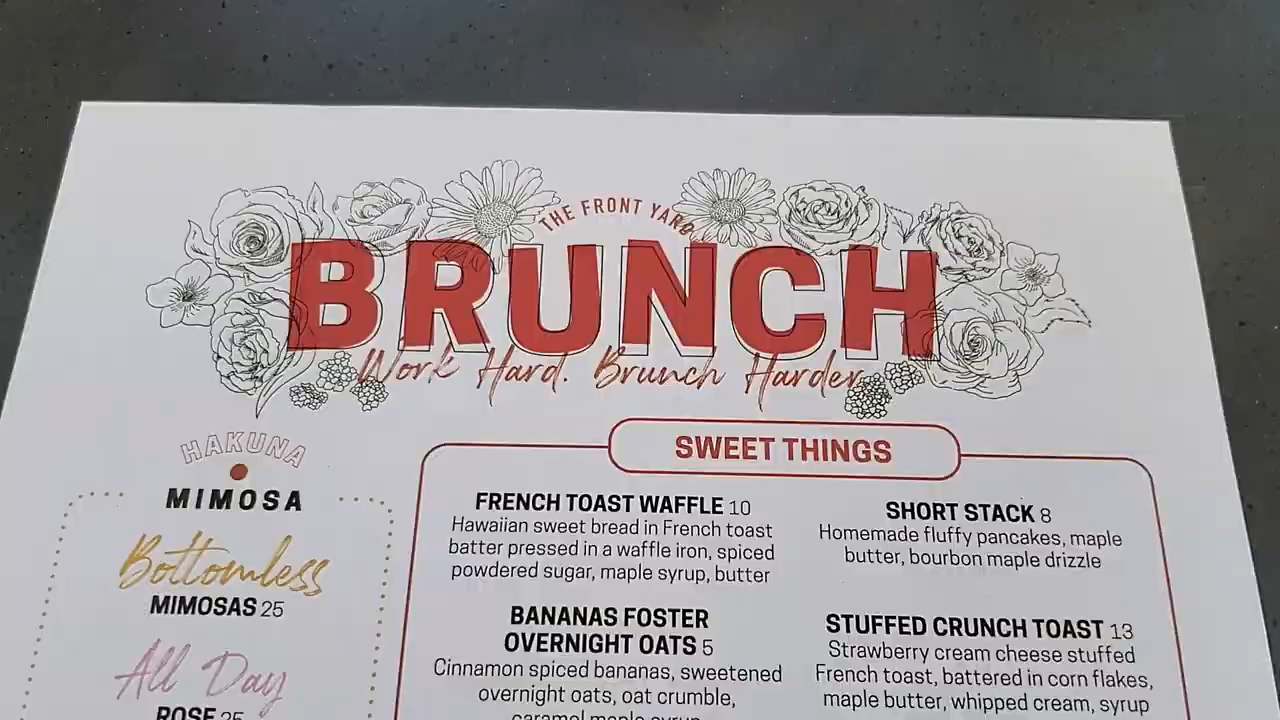 THE FRONT YARD
BRUNCH
Work Hard. Brunch Harder
HAKUNA
MIMOSA
Bottomless
MIMOSAS 25
All Day
ROSE 25
SWEET THINGS
FRENCH TOAST WAFFLE 10
Hawaiian sweet bread in French toast
batter pressed in a waffle iron, spiced
powdered sugar, maple syrup, butter
BANANAS FOSTER
OVERNIGHT OATS 5
Cinnamon spiced bananas, sweetened
overnight oats, oat crumble,
caramel maple syrup
SHORT STACK 8
Homemade fluffy pancakes, maple
butter, bourbon maple drizzle
STUFFED CRUNCH TOAST 13
Strawberry cream cheese stuffed
French toast, battered in corn flakes,
maple butter, whipped cream, syrup